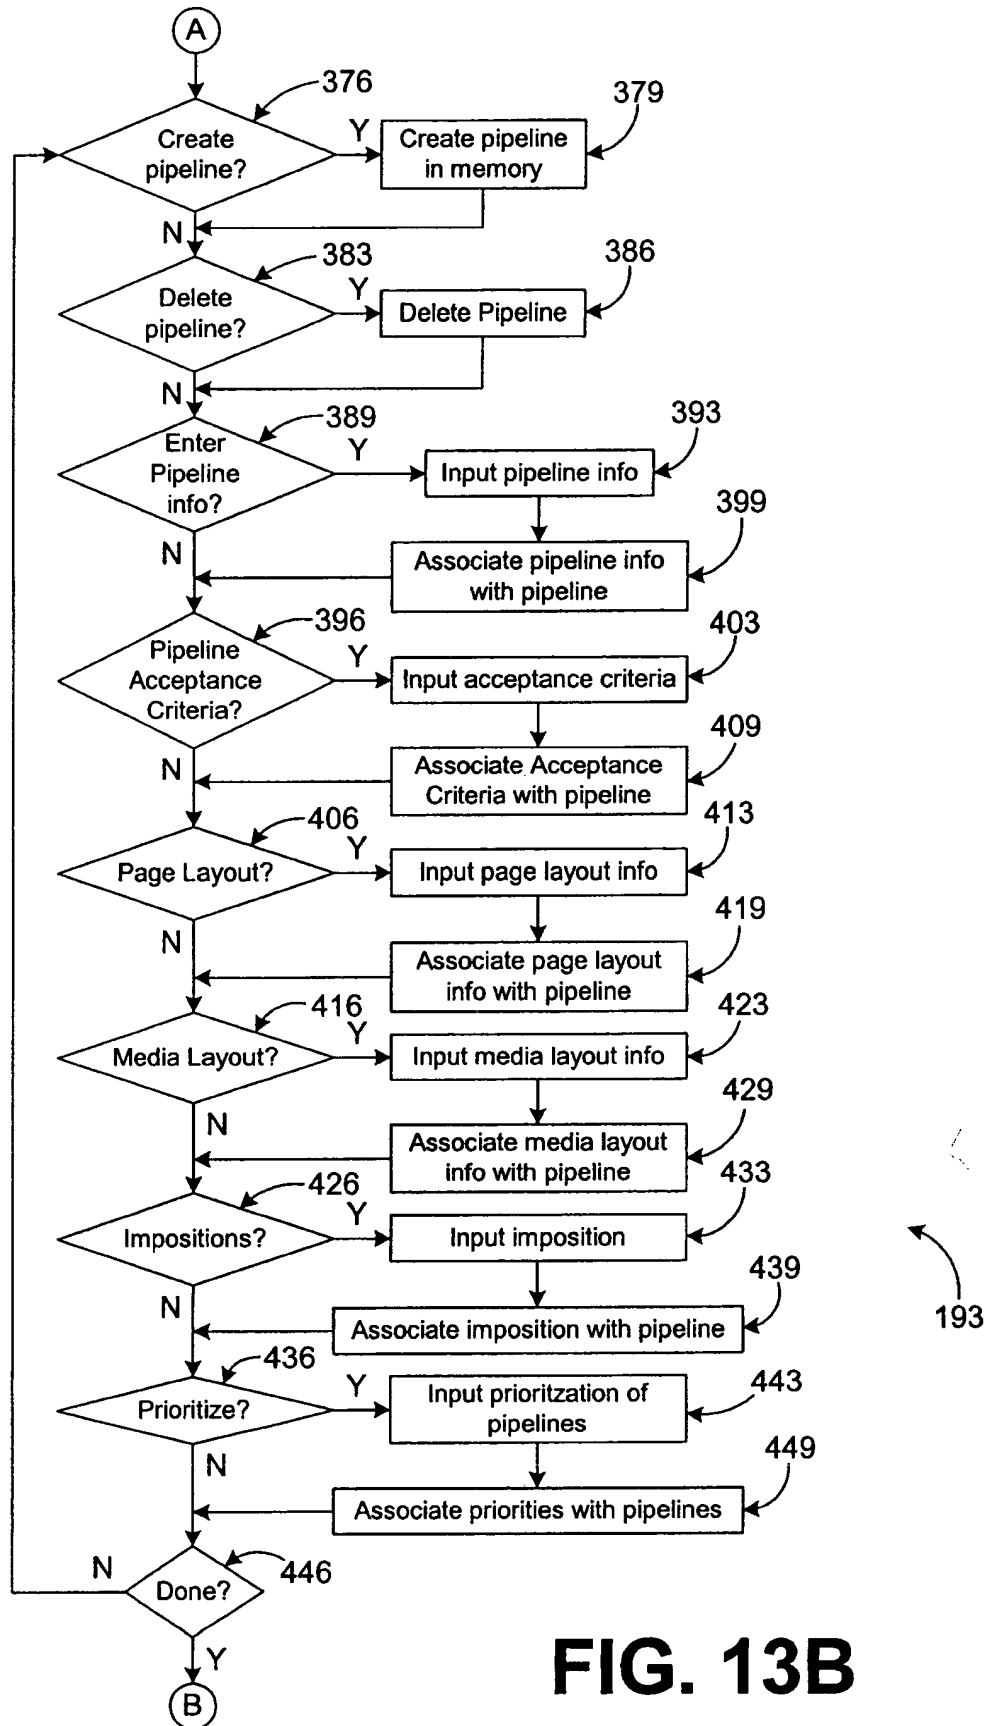 A
376
379
Create
pipeline?
Y
Create pipeline
in memory
N
383
386
Delete
pipeline?
Y
Delete Pipeline
N
389
393
Enter
Pipeline
info?
Y
Input pipeline info
399
N
Associate pipeline info
with pipeline
396
403
Pipeline
Acceptance
Criteria?
Y
Input acceptance criteria
409
N
Associate Acceptance
Criteria with pipeline
406
413
Page Layout?
Y
Input page layout info
419
N
Associate page layout
info with pipeline
416
423
Media Layout?
Y
Input media layout info
429
N
Associate media layout
info with pipeline
426
433
Impositions?
Y
Input imposition
439
193
N
Associate imposition with pipeline
436
443
Prioritize?
Y
Input prioritzation of
pipelines
449
N
Associate priorities with pipelines
N
446
Done?
Y
B
FIG. 13B